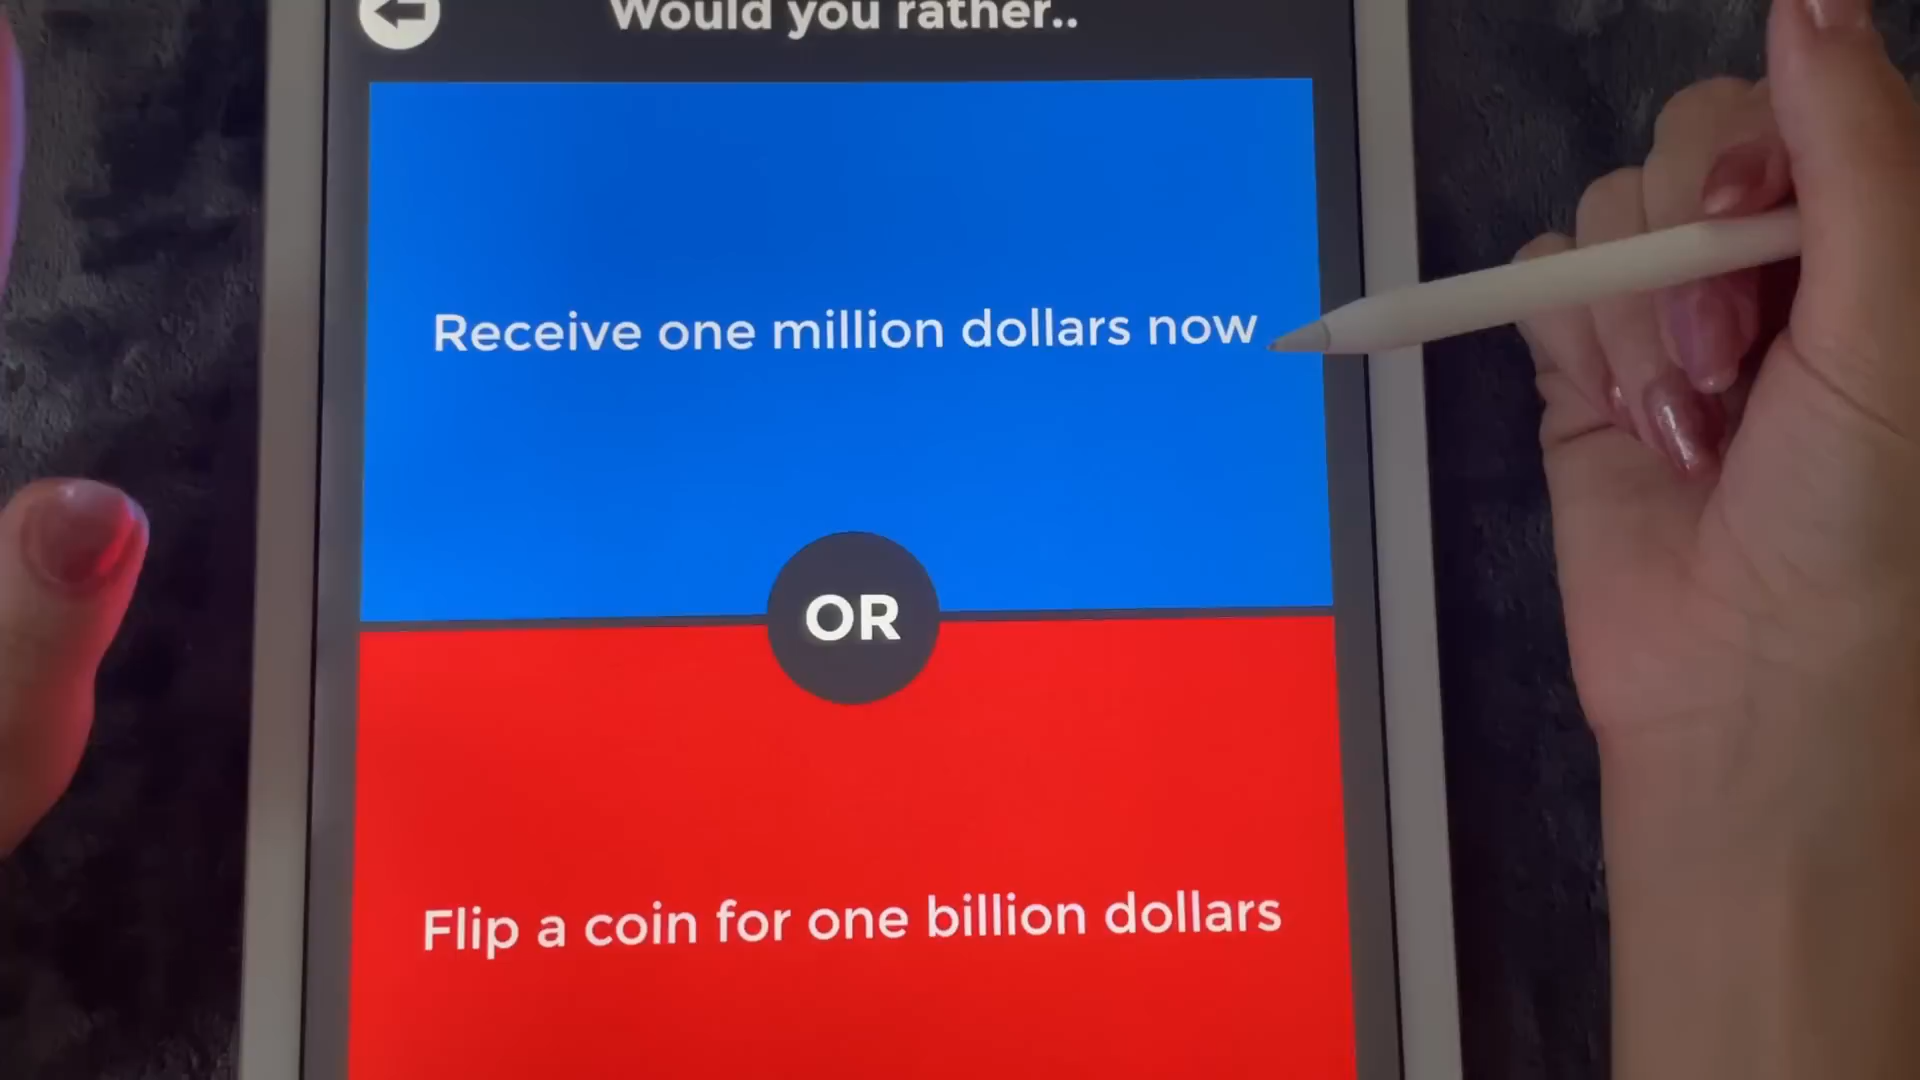 Would you rather..
Receive one million dollars now
OR
Flip a coin for one billion dollars